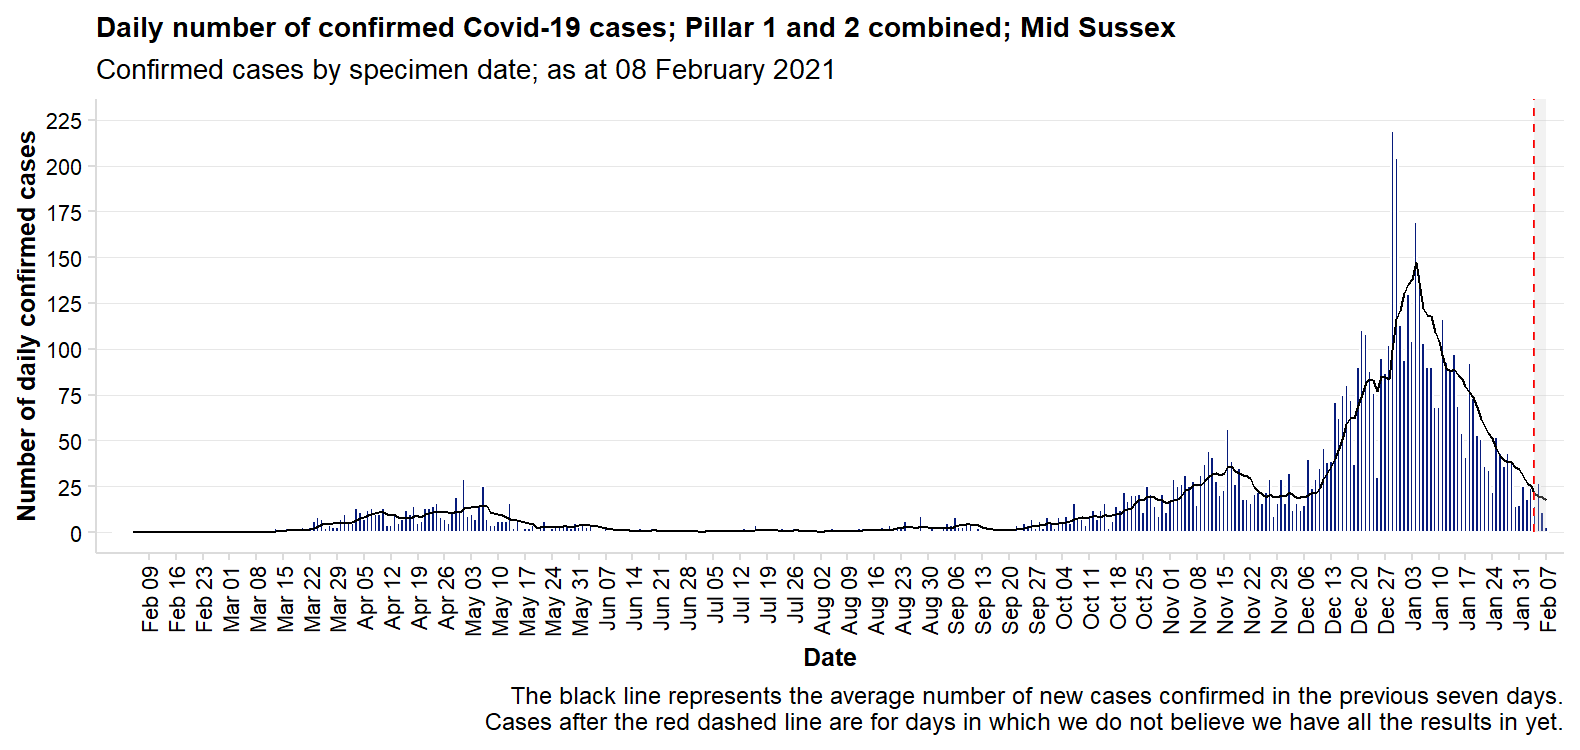 Daily number of confirmed Covid-19 cases; Pillar 1 and 2 combined; Mid Sussex
Confirmed cases by specimen date; as at 08 February 2021
Number of daily confirmed cases
225
200
175
150
125
100
75
50
25
0
Feb 09
Feb 16
Feb 23
Mar 01
Mar 08
Mar 15
Mar 22
Mar 29
Apr 05
Apr 12
Apr 19
Apr 26
May 03
May 10
May 17
May 24
May 31
Jun 07
Jun 14
Jun 21
Jun 28
Jul 05
Jul 12
Jul 19
Jul 26
Aug 02
Aug 09
Aug 16
Aug 23
Aug 30
Sep 06
Sep 13
Sep 20
Sep 27
Oct 04
Oct 11
Oct 18
Oct 25
Nov 01
Nov 08
Nov 15
Nov 22
Nov 29
Dec 06
Dec 13
Dec 20
Dec 27
Jan 03
Jan 10
Jan 17
Jan 24
Jan 31
Feb 07
Date
The black line represents the average number of new cases confirmed in the previous seven days.
Cases after the red dashed line are for days in which we do not believe we have all the results in yet.